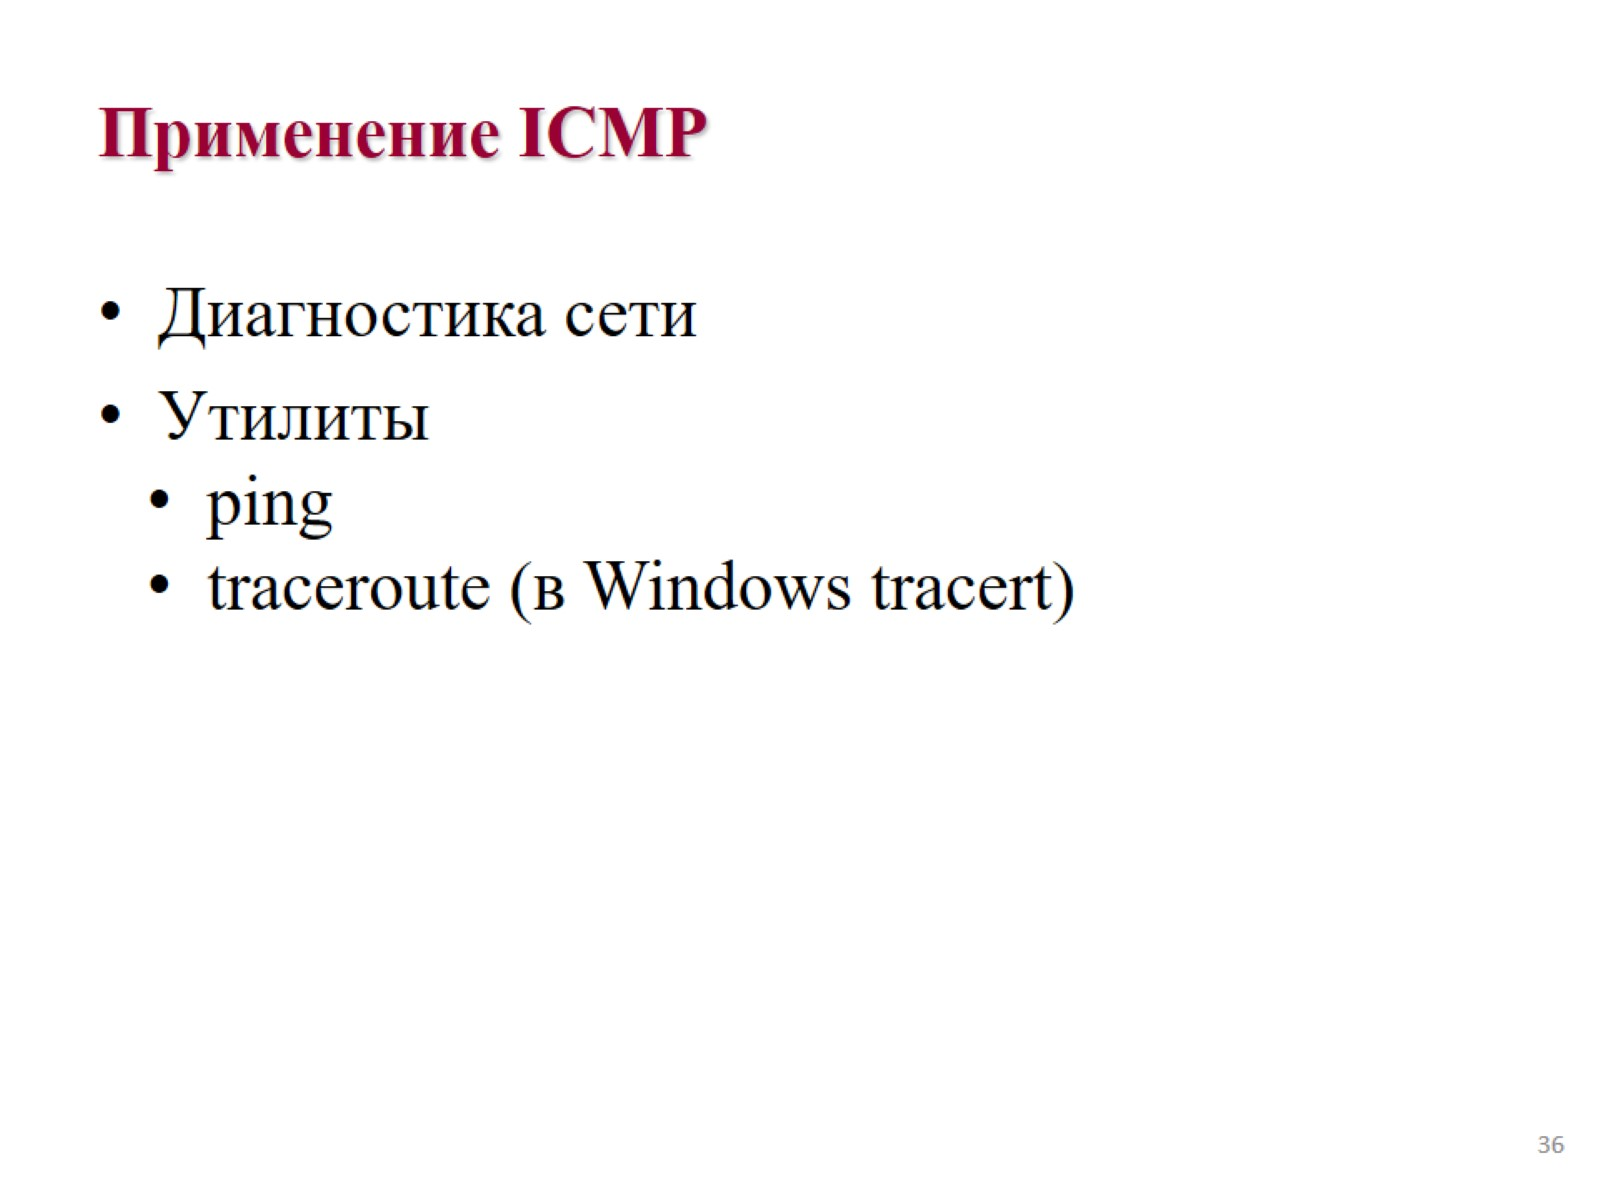 Применение ICMP
• Диагностика сети
• Утилиты
• ping
• traceroute (в Windows tracert)
36